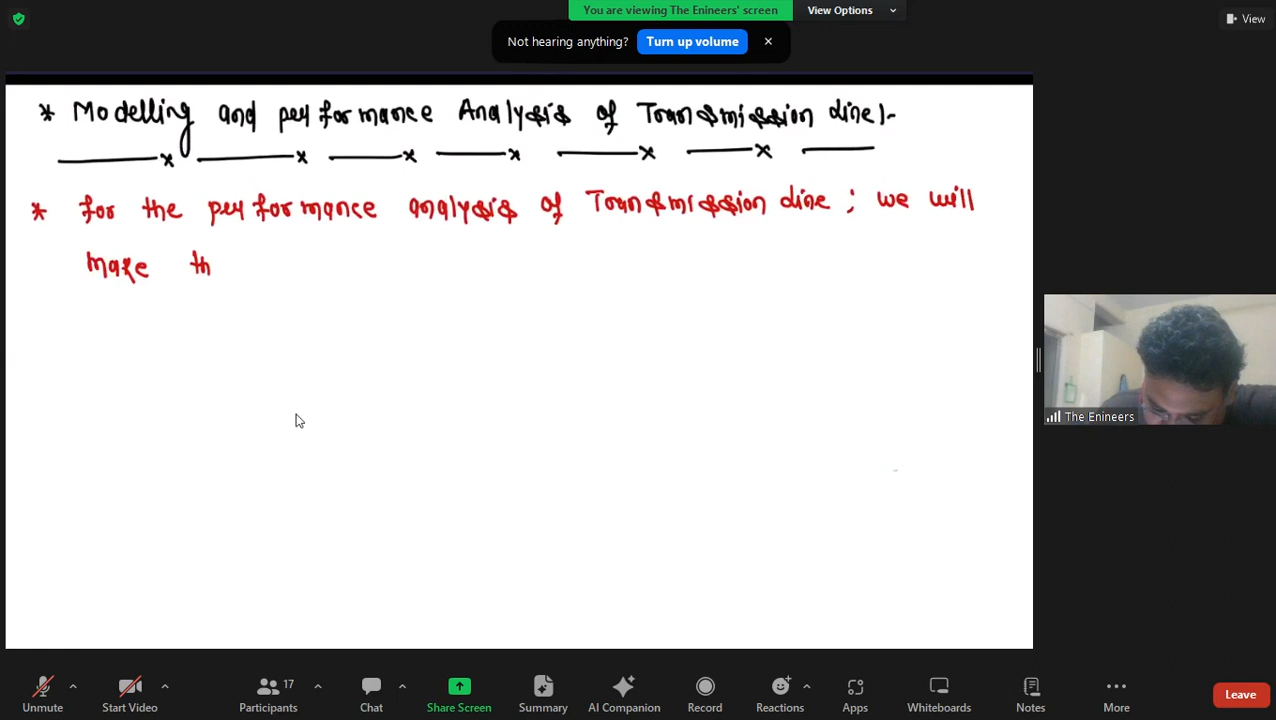 You are viewing The Enineers' screen
View Options
View
Not hearing anything?
Turn up volume
* Modelling and performance Analysis of Transmission line:-
* for the performance analysis of Transmission line ; we will
make th
The Enineers
Unmute
Start Video
Participants
17
Chat
Share Screen
Summary
AI Companion
Record
Reactions
Apps
Whiteboards
Notes
More
Leave